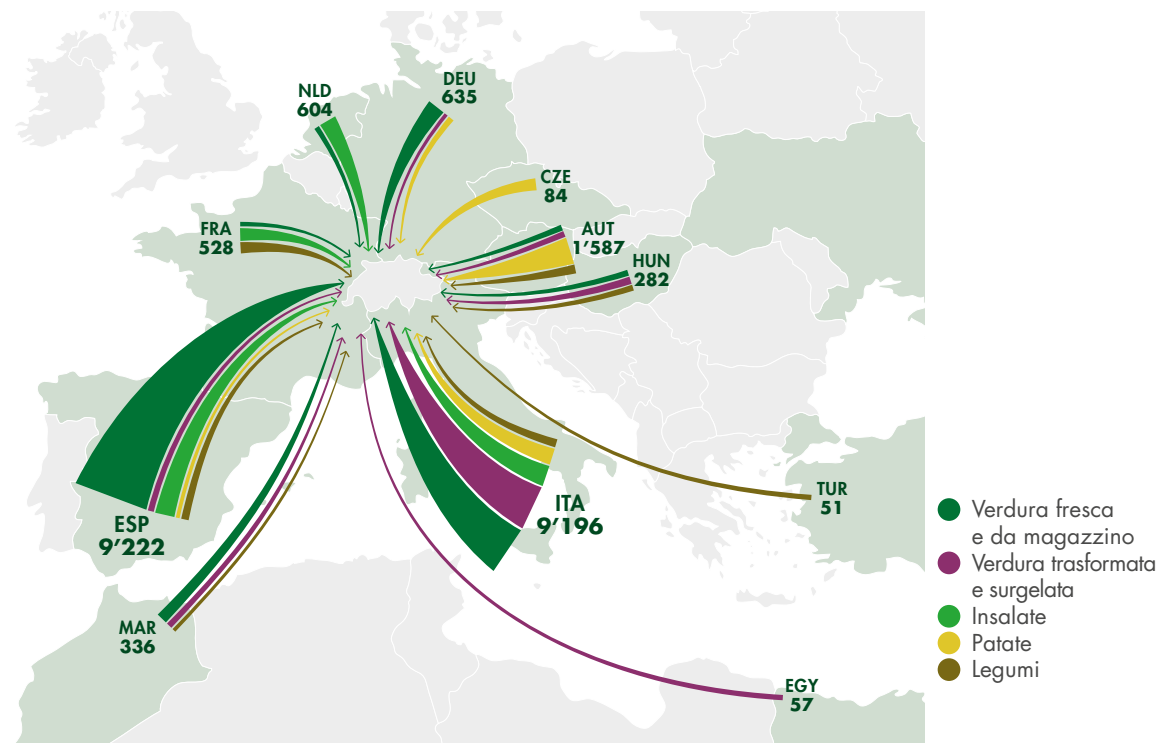 NLD
604
DEU
635
CZE
84
FRA
528
AUT
1’587
HUN
282
ESP
9’222
ITA
9’196
TUR
51
MAR
336
EGY
57
Verdura fresca
e da magazzino
Verdura trasformata
e surgelata
Insalate
Patate
Legumi